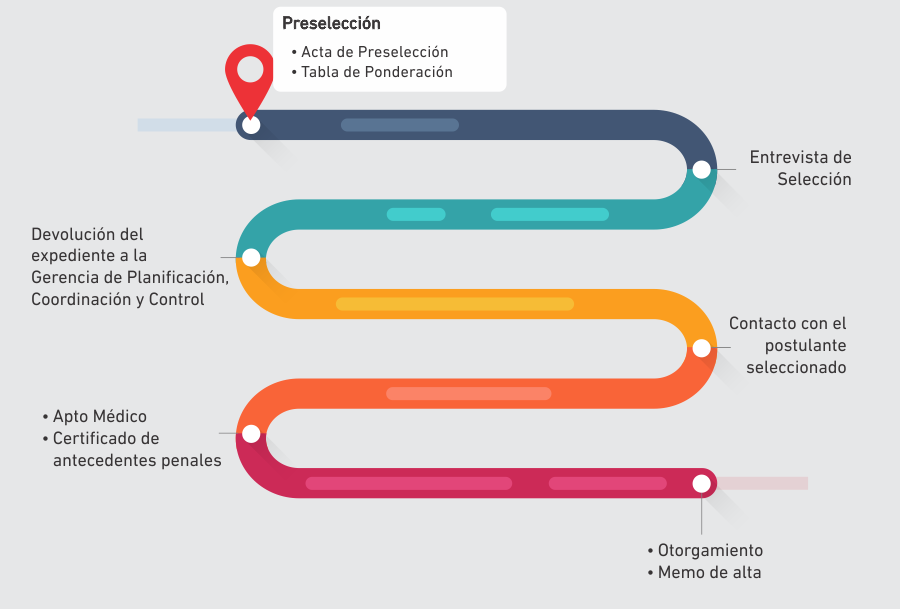 Preselección
• Acta de Preselección
• Tabla de Ponderación
Entrevista de
Selección
Devolución del
expediente a la
Gerencia de Planificación,
Coordinación y Control
Contacto con el
postulante
seleccionado
• Apto Médico
• Certificado de
antecedentes penales
• Otorgamiento
• Memo de alta